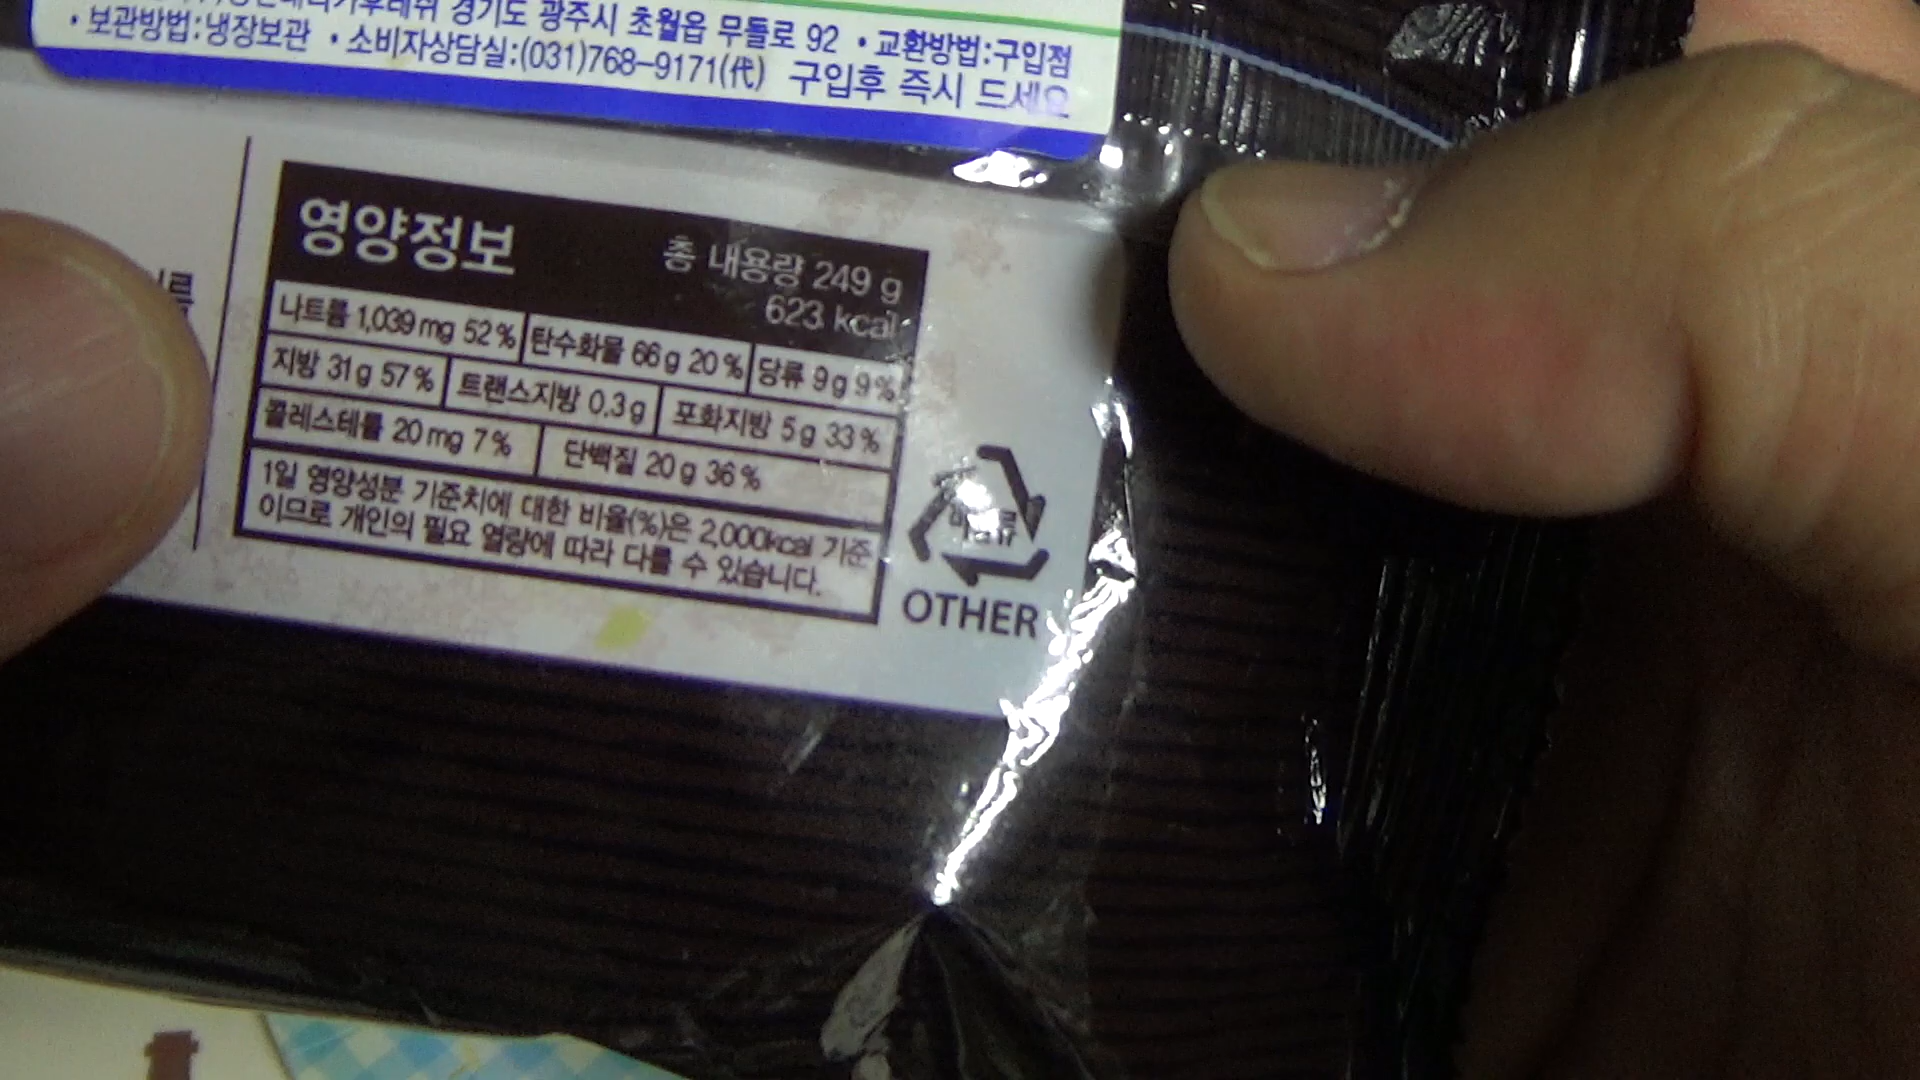 경기도 광주시 초월읍 무들로 92 • 교환방법:구입점
• 보관방법:냉장보관 • 소비자상담실:(031)768-9171(代) 구입후 즉시 드세요
영양정보
총 내용량 249 g
623 kcal
나트륨 1,039 mg 52 % 탄수화물 66 g 20 % 당류 9 g 9 %
지방 31 g 57 % 트랜스지방 0.3 g 포화지방 5 g 33 %
콜레스테롤 20 mg 7 % 단백질 20 g 36 %
1일 영양성분 기준치에 대한 비율(%)은 2,000kcal 기준
이므로 개인의 필요 열량에 따라 다를 수 있습니다.
OTHER